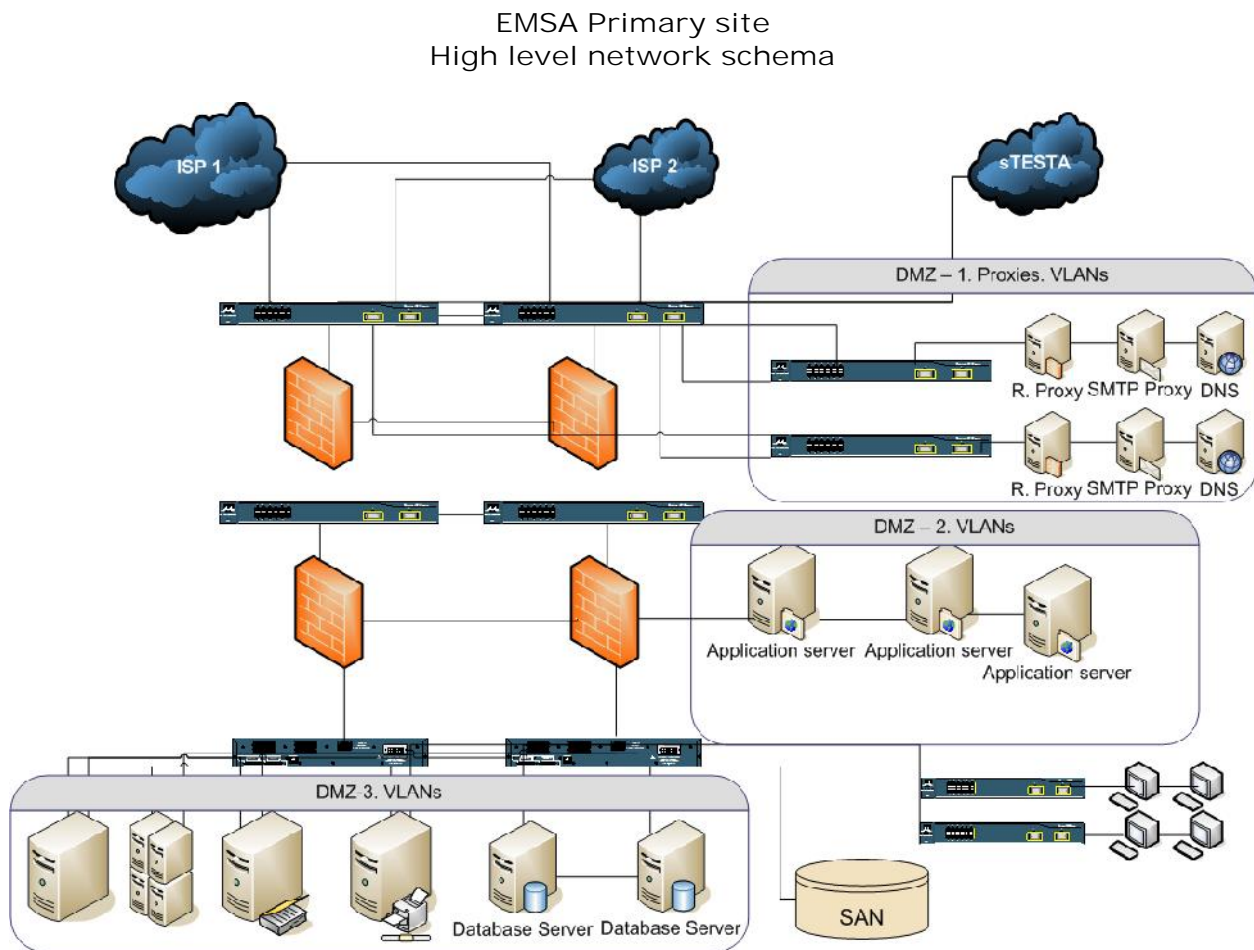 EMSA Primary site
High level network schema
ISP 1
ISP 2
sTESTA
DMZ – 1. Proxies. VLANs
R. Proxy SMTP Proxy DNS
R. Proxy SMTP Proxy DNS
DMZ – 2. VLANs
Application server
Application server
Application server
DMZ-3. VLANs
Database Server Database Server
SAN